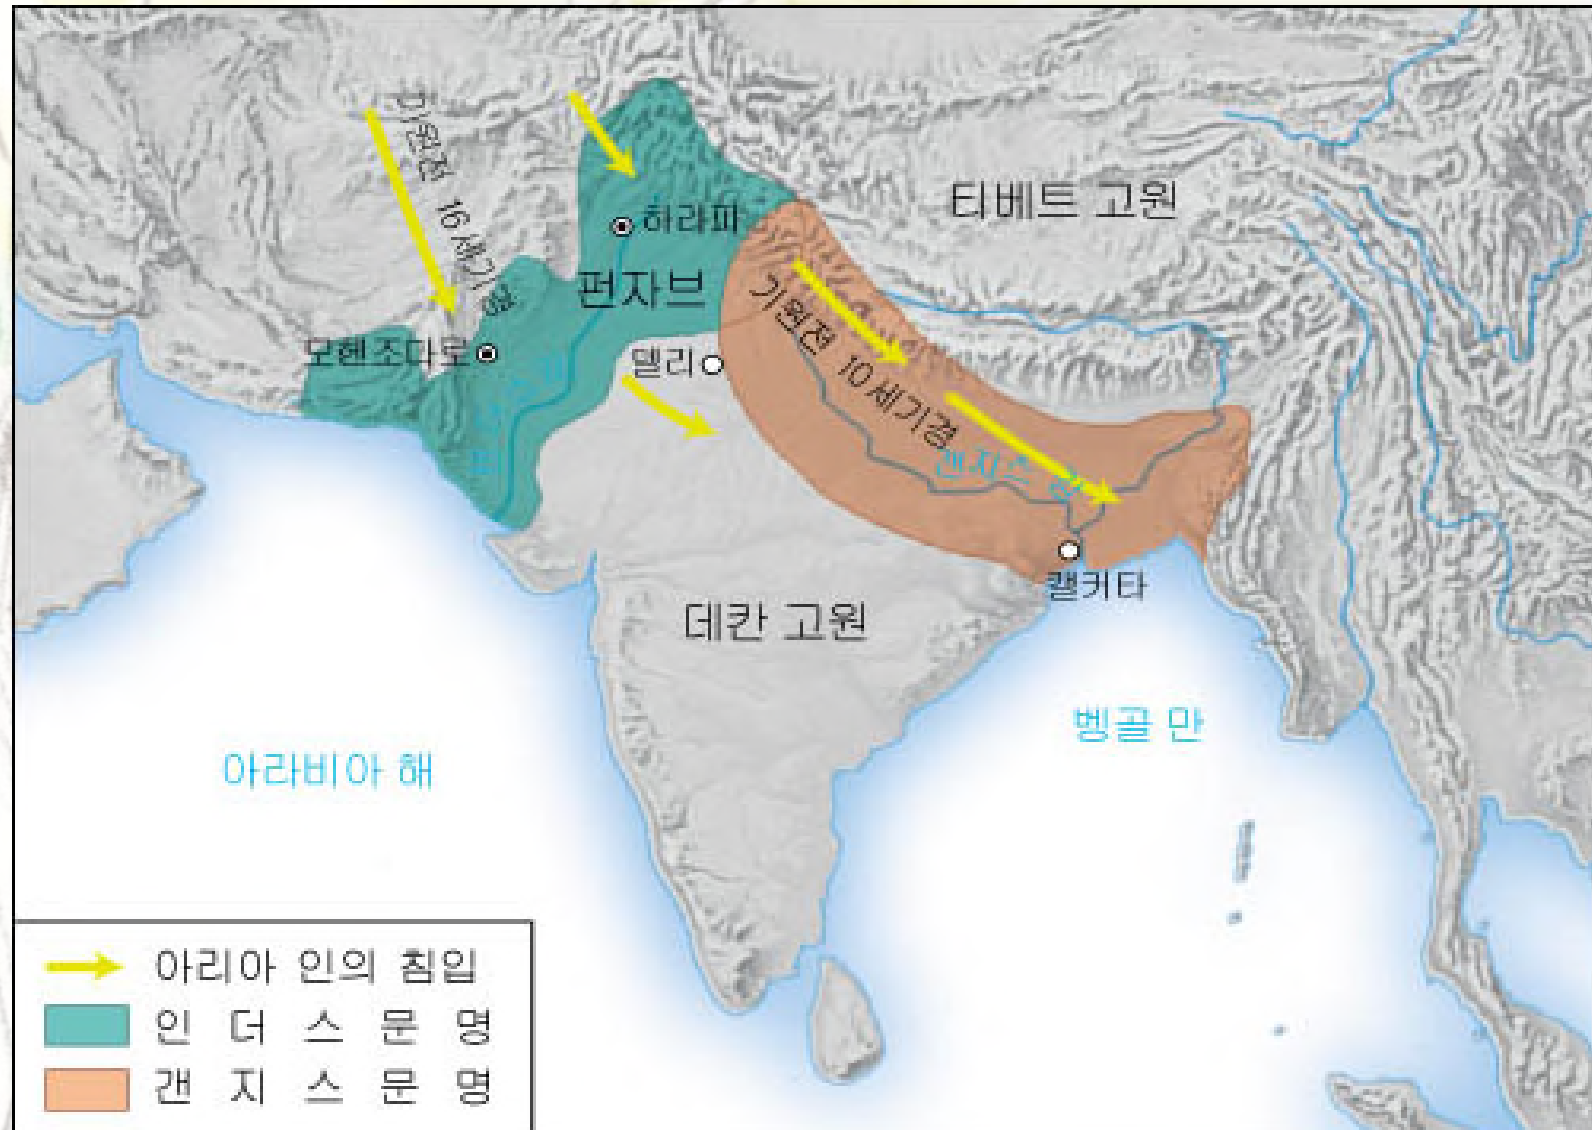 기원전 16세기경
티베트 고원
하라파
펀자브
기원전 10세기경
모헨조다로
델리
갠지스 강
캘커타
데칸 고원
벵골 만
아라비아 해
아리아 인의 침입
인더스문명
갠지스문명